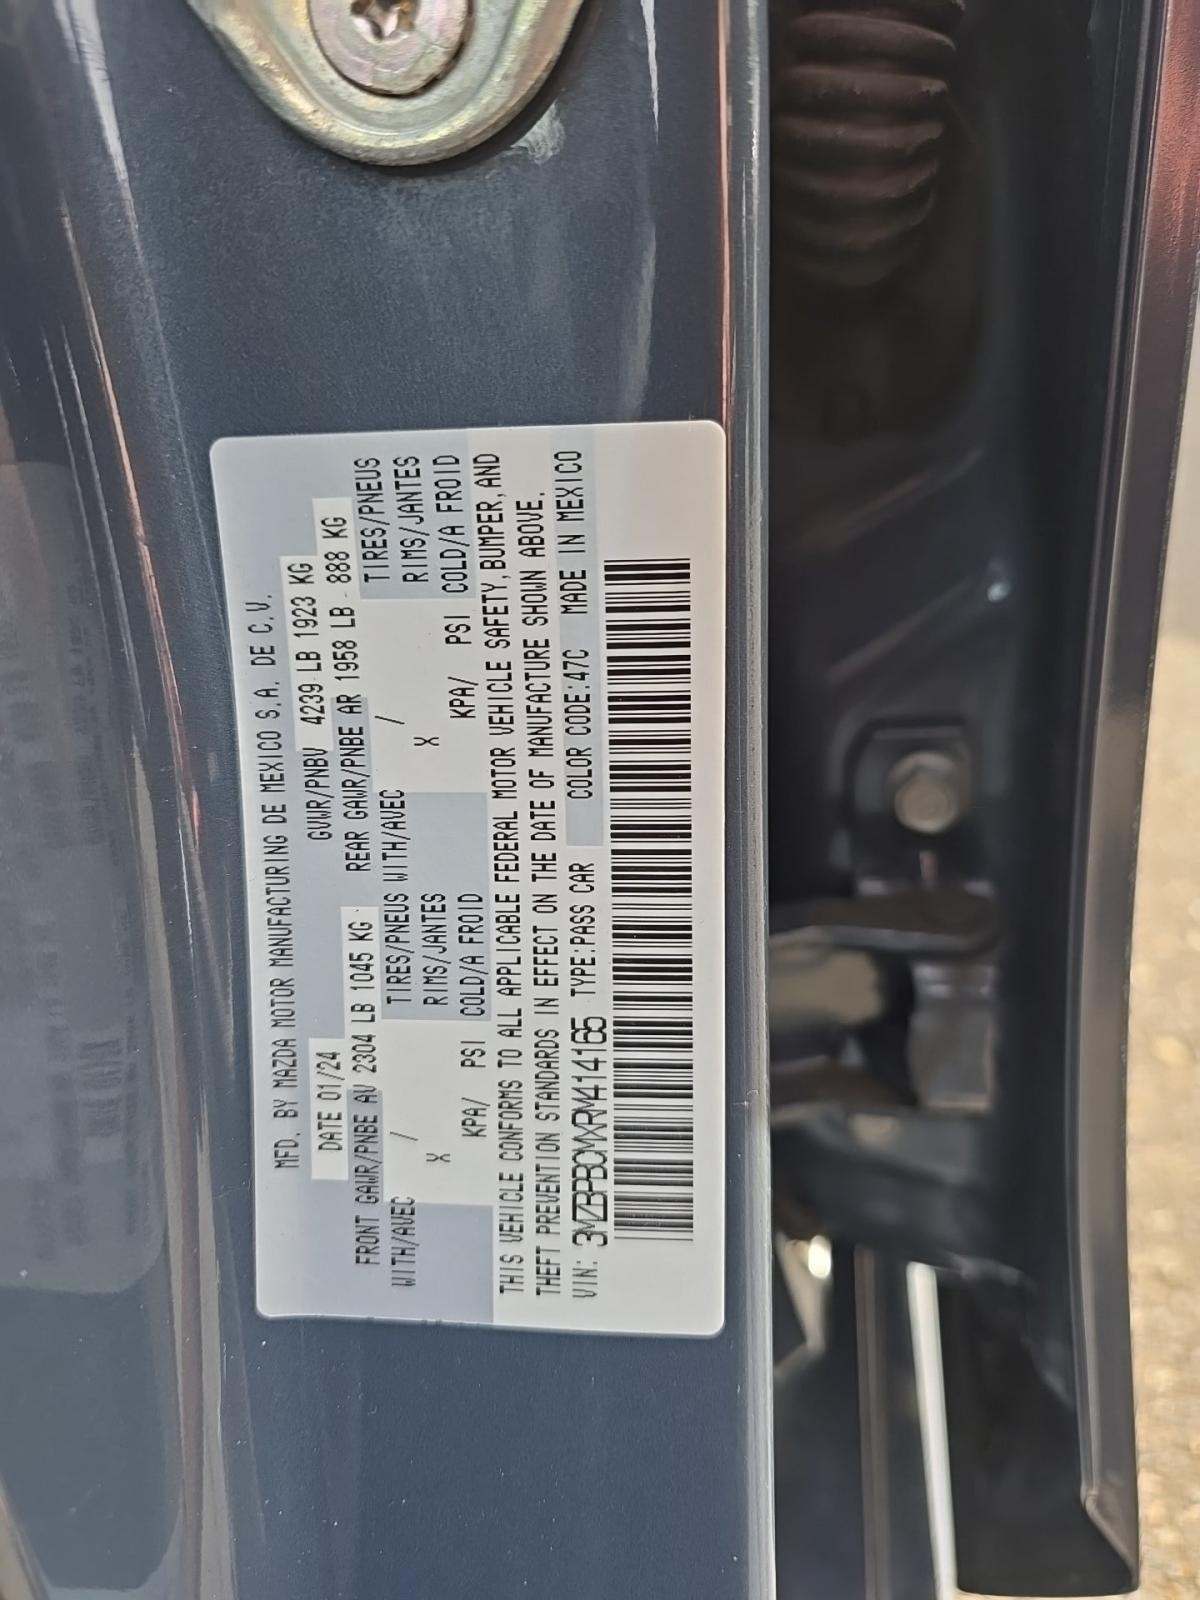 MFD. BY MAZDA MOTOR MANUFACTURING DE MEXICO S.A. DE C.V.
DATE 01/24 GVWR/PNBV 4239 LB 1923 KG
FRONT GAWR/PNBE AV 2304 LB 1045 KG REAR GAWR/PNBE AR 1958 LB 888 KG
WITH/AVEC / TIRES/PNEUS WITH/AVEC / TIRES/PNEUS
X RIMS/JANTES X RIMS/JANTES
KPA/ PSI COLD/A FROID KPA/ PSI COLD/A FROID
THIS VEHICLE CONFORMS TO ALL APPLICABLE FEDERAL MOTOR VEHICLE SAFETY, BUMPER, AND
THEFT PREVENTION STANDARDS IN EFFECT ON THE DATE OF MANUFACTURE SHOWN ABOVE.
VIN: 3MZBPBCMXRM414165 TYPE:PASS CAR COLOR CODE:47C MADE IN MEXICO